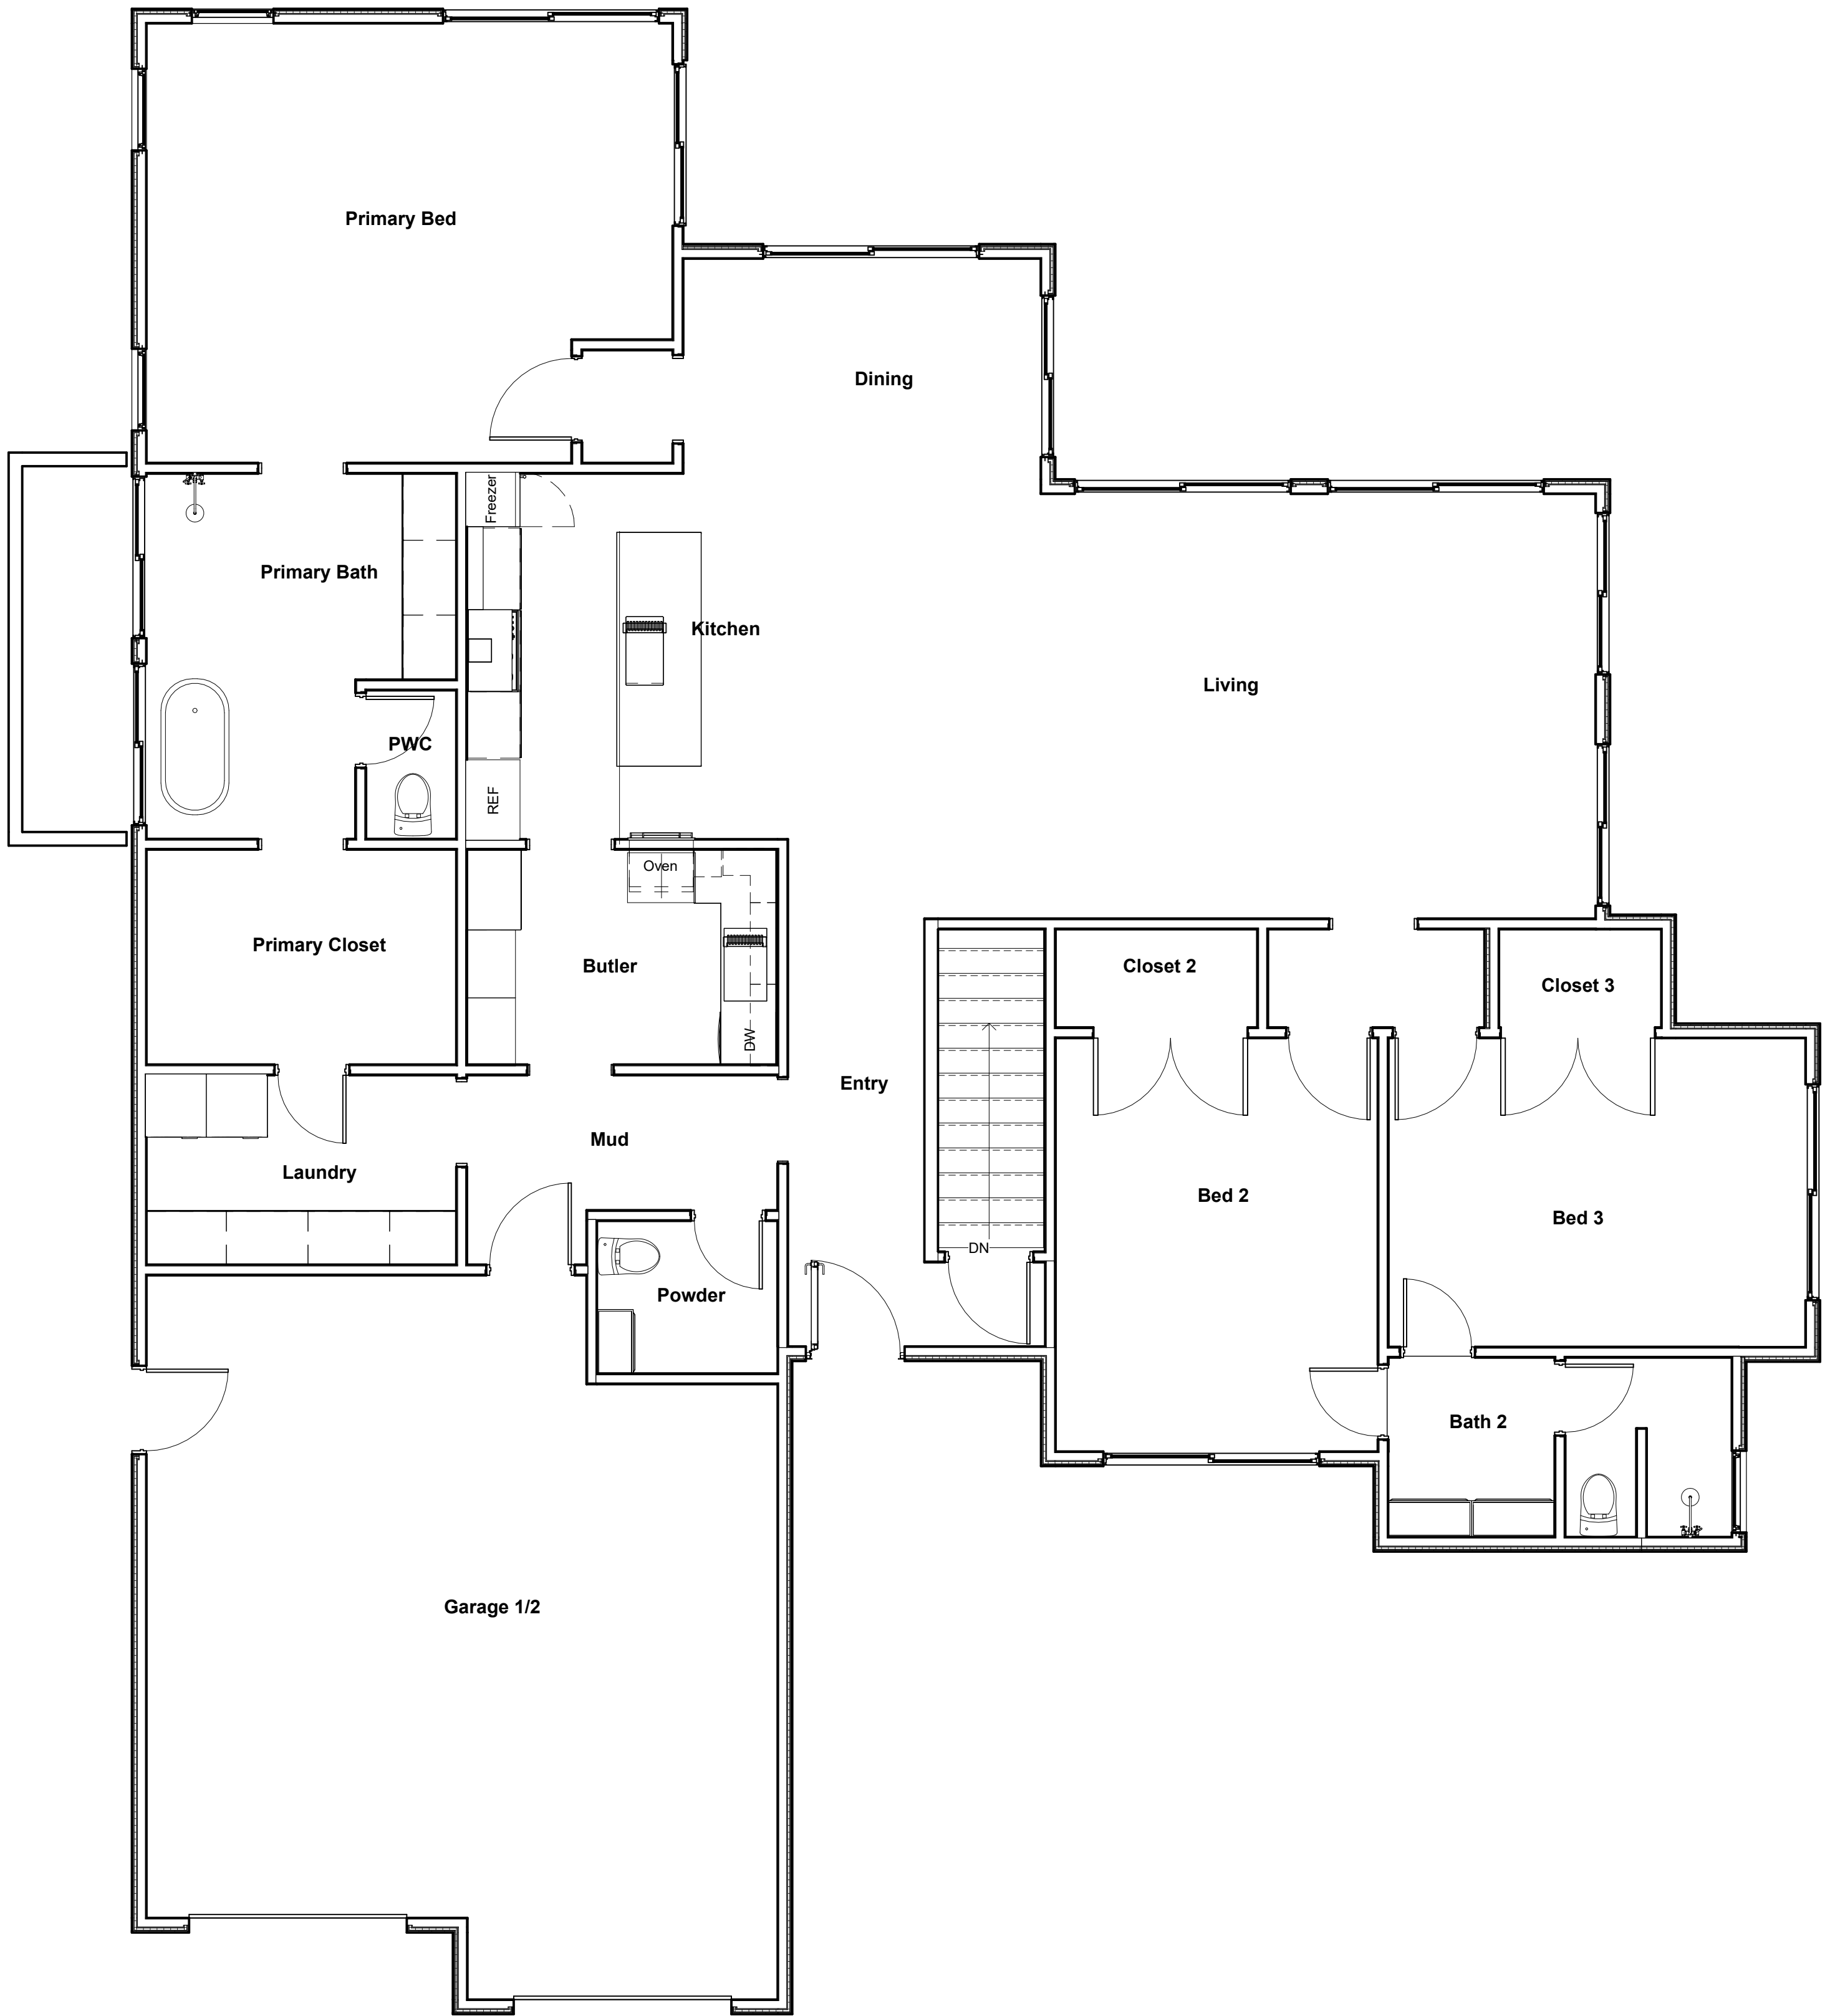 Primary Bed
Dining
Freezer
Primary Bath
Kitchen
Living
PWC
REF
Oven
Primary Closet
Butler
Closet 2
Closet 3
DW
Entry
Mud
Laundry
Bed 2
Bed 3
DN
Powder
Bath 2
Garage 1/2